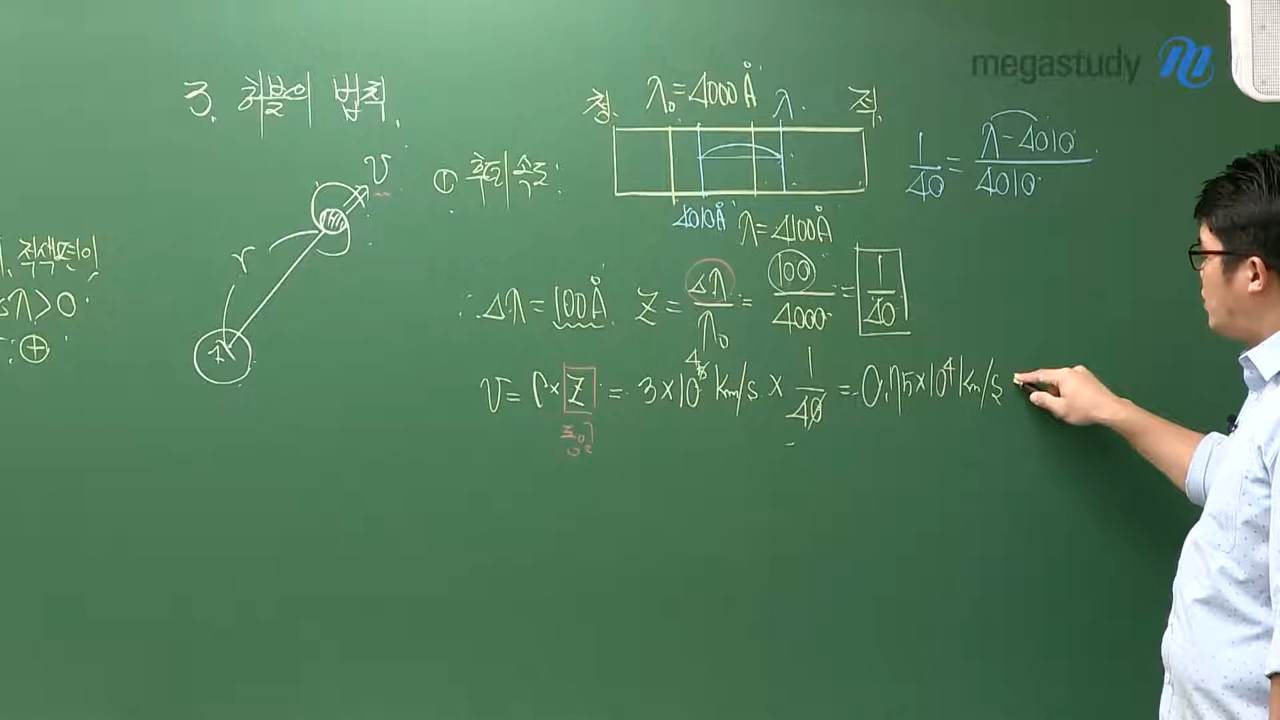 megastudy
3. 허블의 법칙.
청 λ₀=4000Å λ 적
① 후퇴속도:
4010Å λ=4100Å
1/40 = (λ-4010)/4010
v
r
적색편이
λ>0
⊕
∴ Δλ = 100Å Z = Δλ/λ₀ = 100/4000 = 1/40
v = c × Z = 3×10⁴ km/s × 1/40 = 0.75×10⁴ km/s